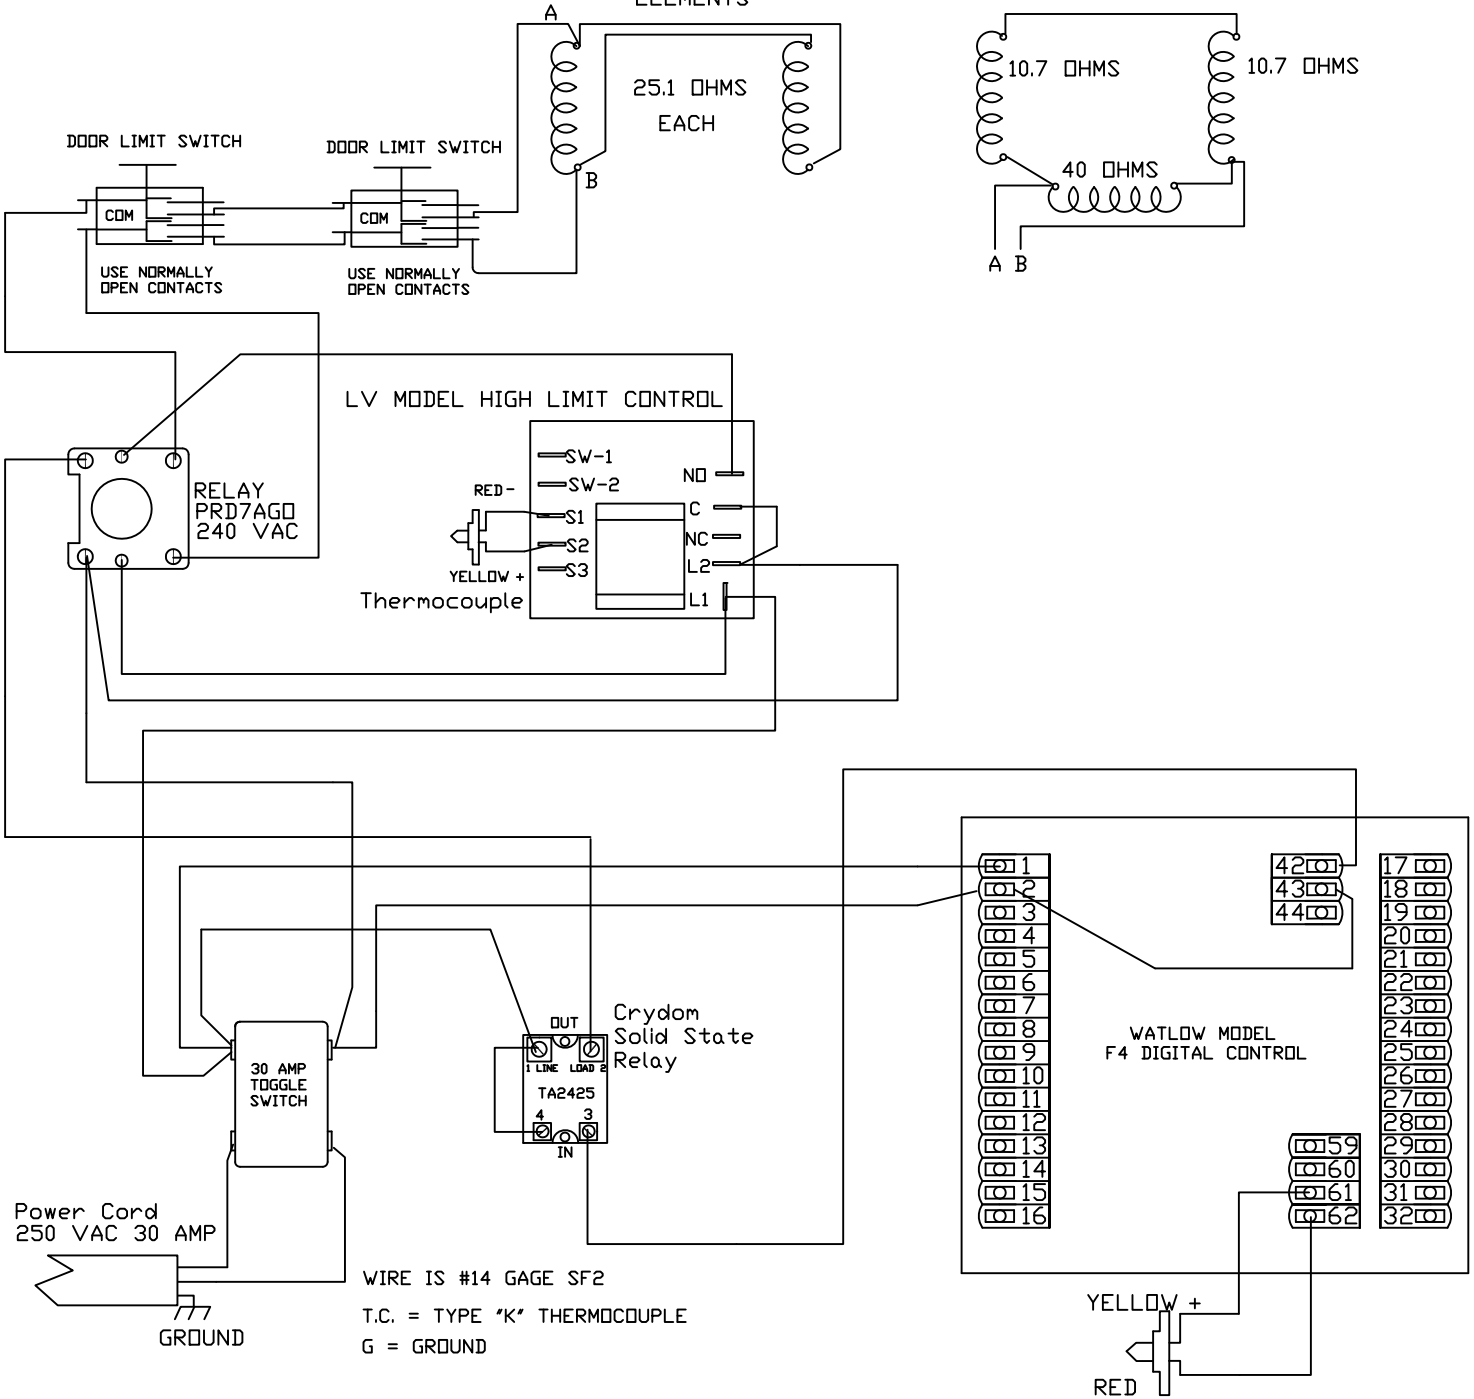 ELEMENTS
A
25.1 OHMS
EACH
B
10.7 OHMS
10.7 OHMS
40 OHMS
A B
DOOR LIMIT SWITCH
DOOR LIMIT SWITCH
COM
COM
USE NORMALLY
OPEN CONTACTS
USE NORMALLY
OPEN CONTACTS
LV MODEL HIGH LIMIT CONTROL
RELAY
PRD7AGO
240 VAC
SW-1
SW-2
S1
S2
S3
NO
C
NC
L2
L1
RED-
YELLOW +
Thermocouple
1
2
3
4
5
6
7
8
9
10
11
12
13
14
15
16
42
43
44
17
18
19
20
21
22
23
24
25
26
27
28
29
30
31
32
59
60
61
62
WATLOW MODEL
F4 DIGITAL CONTROL
30 AMP
TOGGLE
SWITCH
OUT
1 LINE LOAD 2
TA2425
4 3
IN
Crydom
Solid State
Relay
Power Cord
250 VAC 30 AMP
GROUND
WIRE IS #14 GAGE SF2
T.C. = TYPE "K" THERMOCOUPLE
G = GROUND
YELLOW +
RED